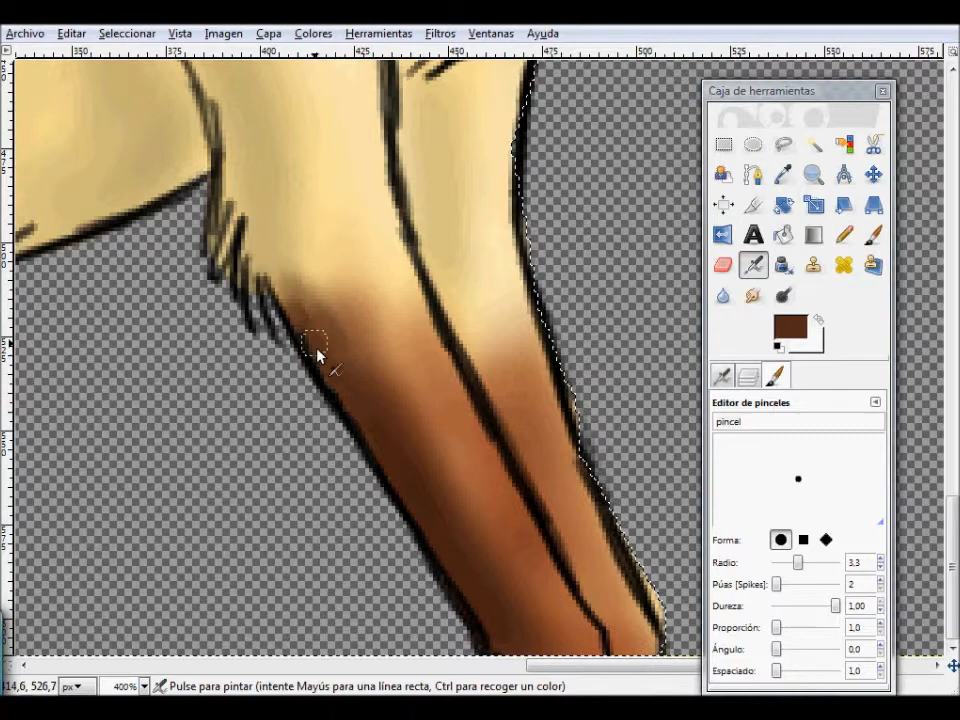 Archivo Editar Seleccionar Vista Imagen Capa Colores Herramientas Filtros Ventanas Ayuda
350 375 400 425 450 475 500 525 550 575
Caja de herramientas
Editor de pinceles
pincel
Forma:
Radio: 3,3
Púas [Spikes]: 2
Dureza: 1,00
Proporción: 1,0
Ángulo: 0,0
Espaciado: 1,0
414,6, 526,7 px 400% Pulse para pintar (intente Mayús para una línea recta, Ctrl para recoger un color)